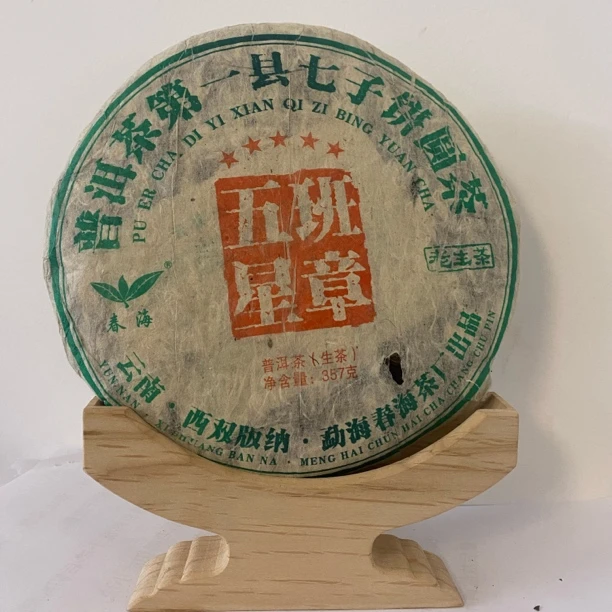 普洱茶第一县七子饼圆茶
PU ER CHA DI YI XIAN QI ZI BING YUAN CHA
五班
星章
老生茶
®
春海
普洱茶(生茶)
净含量：357克
云南·西双版纳·勐海春海茶厂出品
YUN NAN · XI SHUANG BAN NA · MENG HAI CHUN HAI CHA CHANG CHU PIN